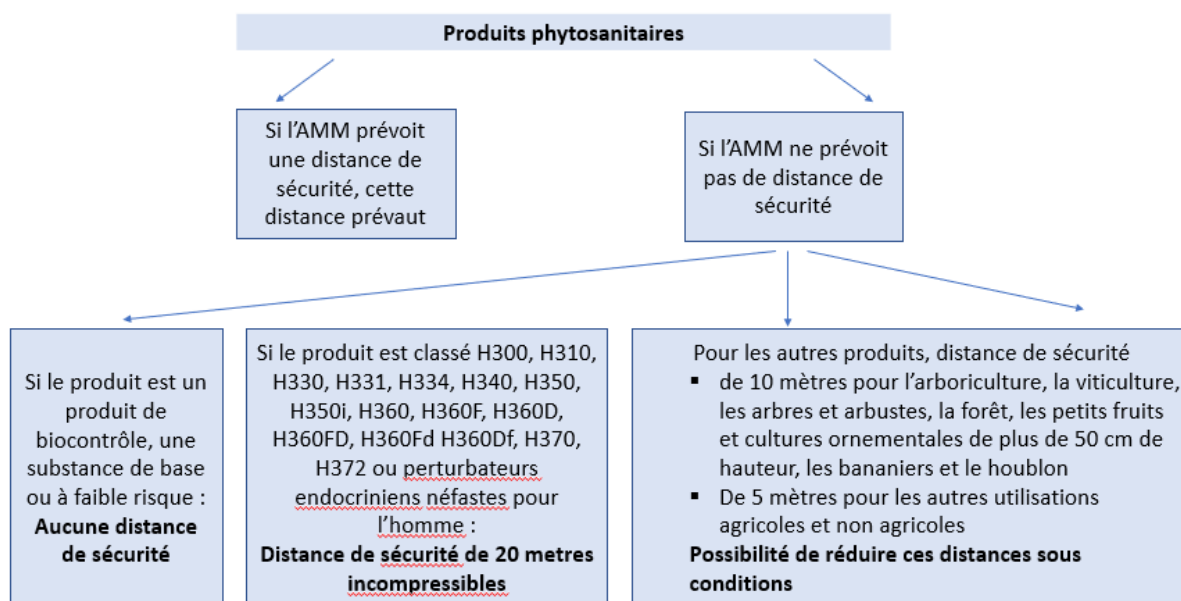 Produits phytosanitaires
Si l’AMM prévoit
une distance de
sécurité, cette
distance prévaut
Si l’AMM ne prévoit
pas de distance de
sécurité
Si le produit est un
produit de
biocontrôle, une
substance de base
ou à faible risque :
Aucune distance
de sécurité
Si le produit est classé H300, H310,
H330, H331, H334, H340, H350,
H350i, H360, H360F, H360D,
H360FD, H360Fd H360Df, H370,
H372 ou perturbateurs
endocriniens néfastes pour
l’homme :
Distance de sécurité de 20 metres
incompressibles
Pour les autres produits, distance de sécurité
▪ de 10 mètres pour l’arboriculture, la viticulture,
les arbres et arbustes, la forêt, les petits fruits
et cultures ornementales de plus de 50 cm de
hauteur, les bananiers et le houblon
▪ De 5 mètres pour les autres utilisations
agricoles et non agricoles
Possibilité de réduire ces distances sous
conditions